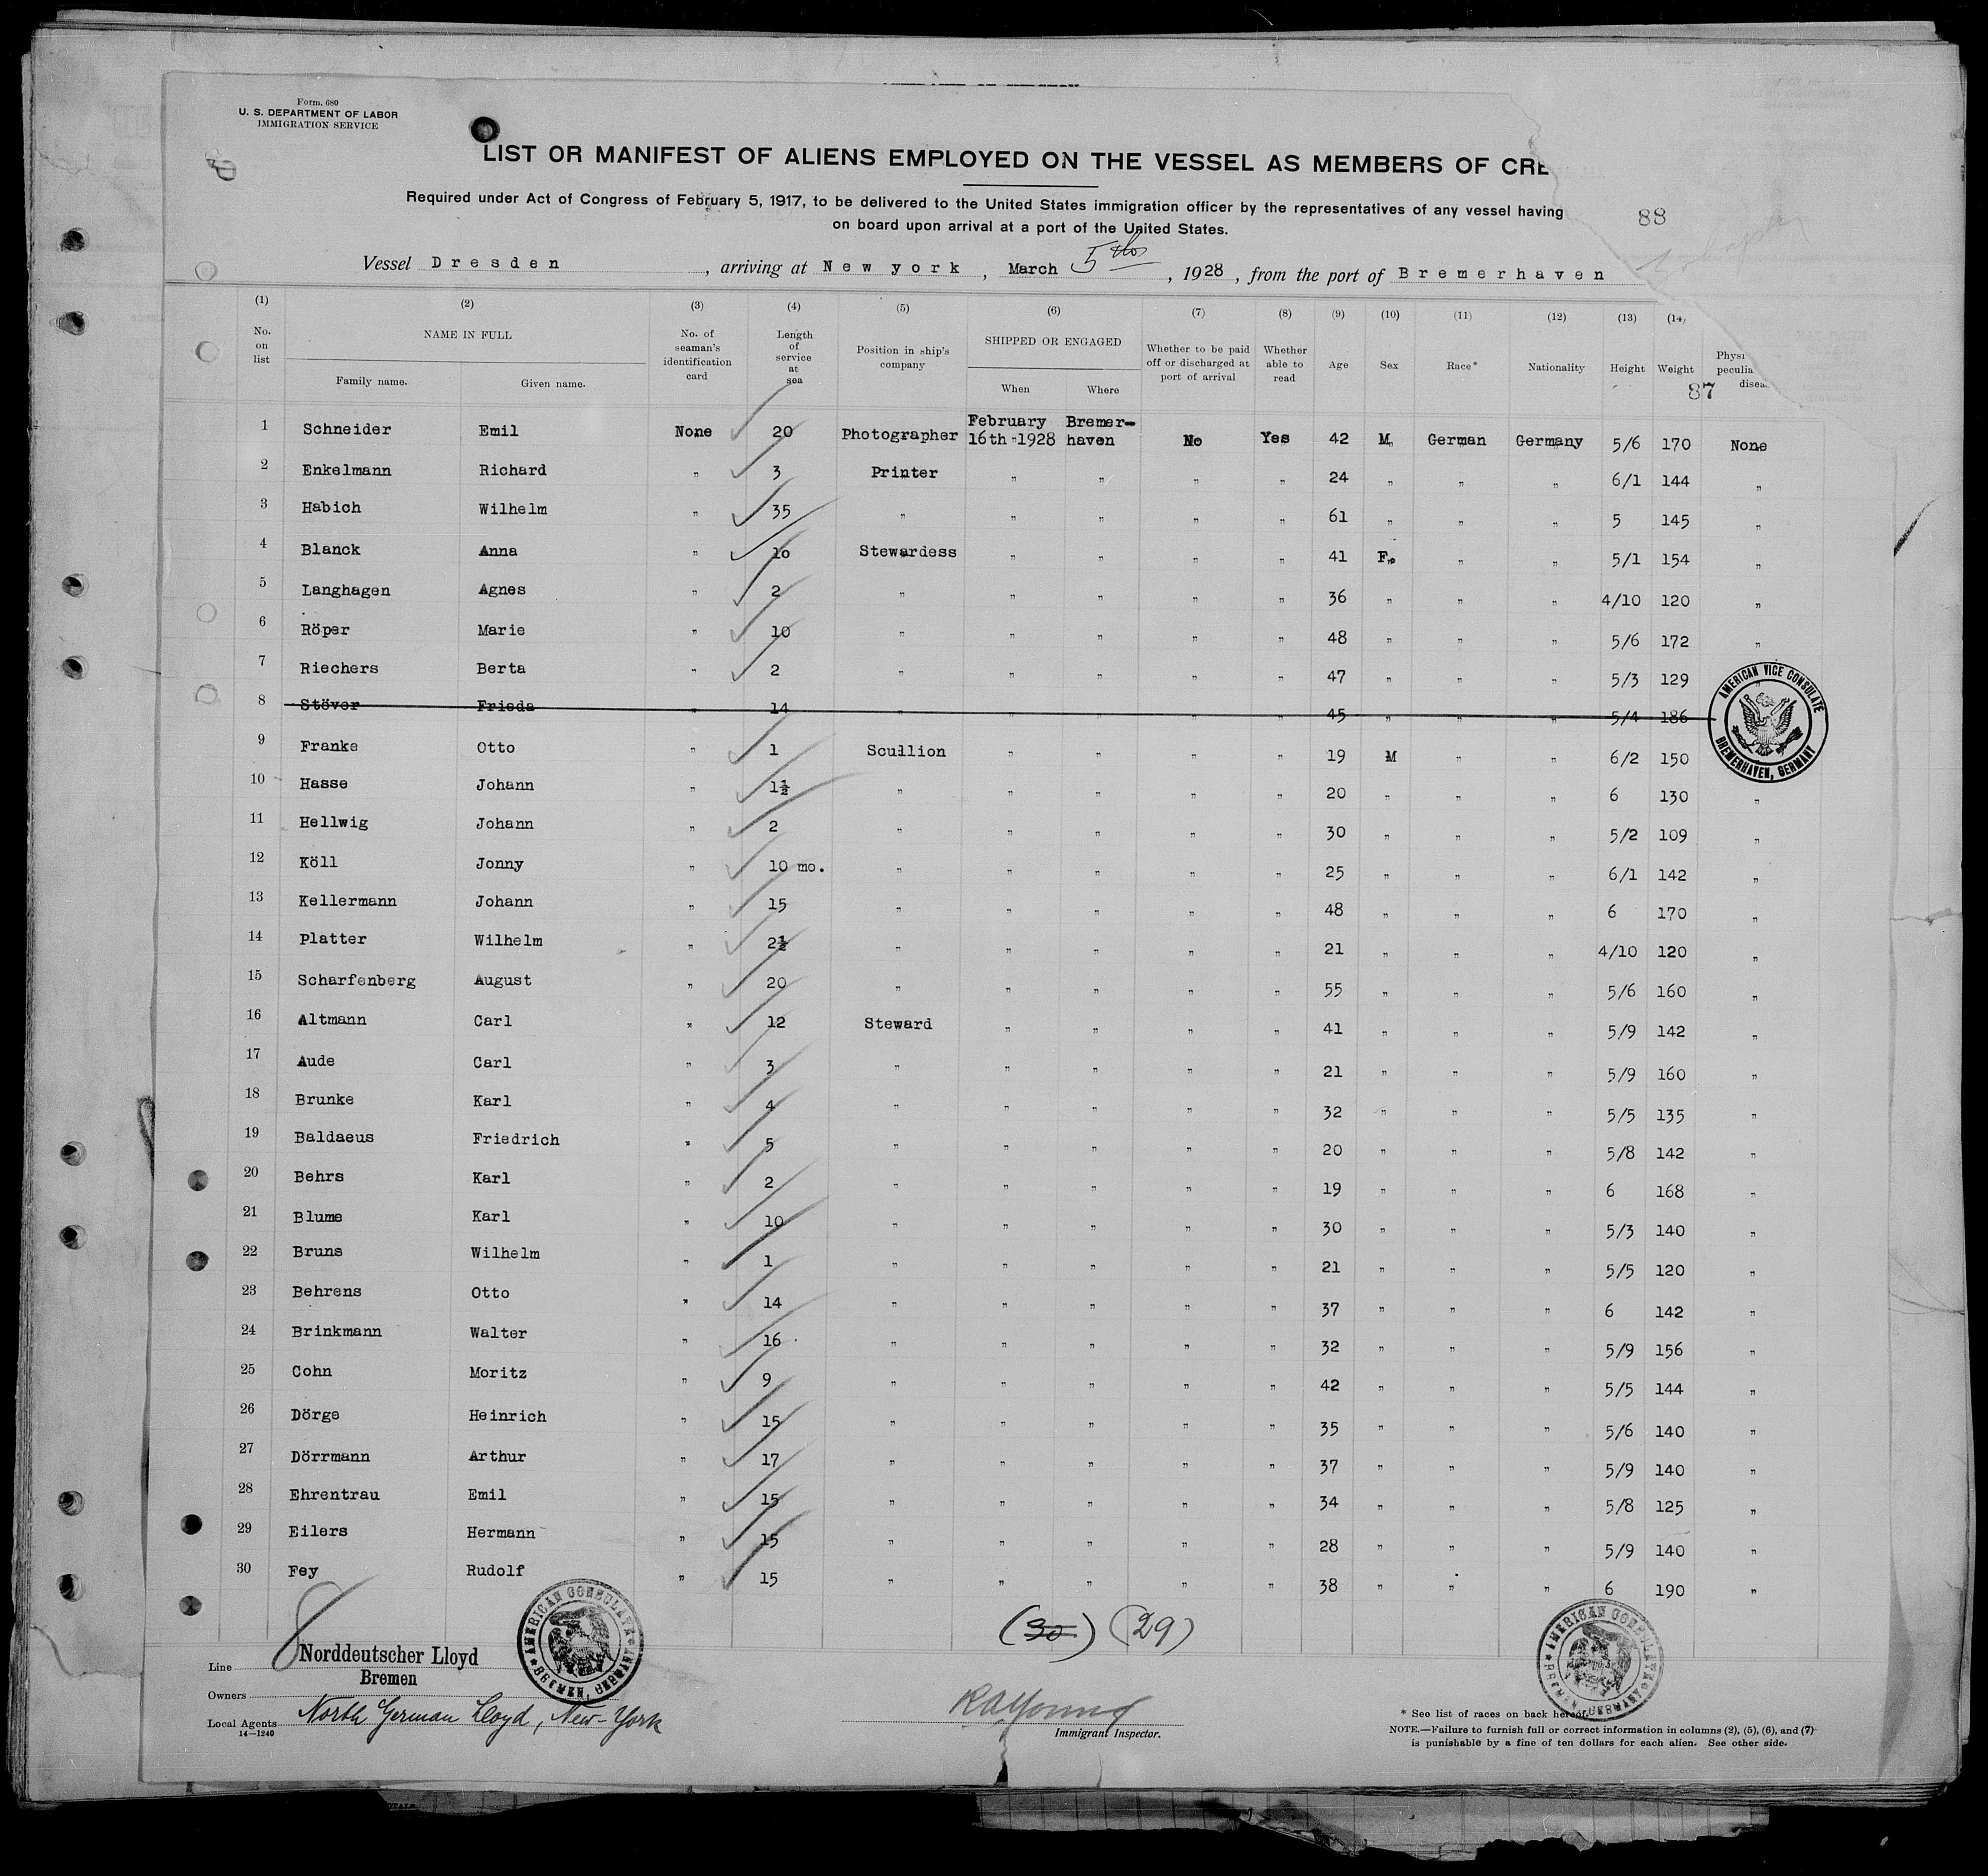 Form. 680
U. S. DEPARTMENT OF LABOR
IMMIGRATION SERVICE
LIST OR MANIFEST OF ALIENS EMPLOYED ON THE VESSEL AS MEMBERS OF CRE
Required under Act of Congress of February 5, 1917, to be delivered to the United States immigration officer by the representatives of any vessel having
on board upon arrival at a port of the United States.
88
Vessel Dresden , arriving at New york , March 5th , 1928 , from the port of Bremerhaven
(1) (2) (3) (4) (5) (6) (7) (8) (9) (10) (11) (12) (13) (14)
No. on list NAME IN FULL Family name. Given name. No. of seaman's identification card Length of service at sea Position in ship's company SHIPPED OR ENGAGED When Where Whether to be paid off or discharged at port of arrival Whether able to read Age Sex Race* Nationality Height Weight Physi peculia disea
87
1 Schneider Emil None 20 Photographer February 16th-1928 Bremer-haven No Yes 42 M German Germany 5/6 170 None
2 Enkelmann Richard " 3 Printer " " " " 24 " " " 6/1 144 "
3 Habich Wilhelm " 35 " " " " " 61 " " " 5 145 "
4 Blanck Anna " 10 Stewardess " " " " 41 F. " " 5/1 154 "
5 Langhagen Agnes " 2 " " " " " 36 " " " 4/10 120 "
6 Röper Marie " 10 " " " " " 48 " " " 5/6 172 "
7 Riechers Berta " 2 " " " " " 47 " " " 5/3 129
8 Stöver Frieda " 14 " " " " " 45 " " " 5/4 186
9 Franke Otto " 1 Scullion " " " " 19 M " " 6/2 150
10 Hasse Johann " 1½ " " " " " 20 " " " 6 130 "
11 Hellwig Johann " 2 " " " " " 30 " " " 5/2 109 "
12 Köll Jonny " 10 mo. " " " " " 25 " " " 6/1 142 "
13 Kellermann Johann " 15 " " " " " 48 " " " 6 170 "
14 Platter Wilhelm " 2½ " " " " " 21 " " " 4/10 120 "
15 Scharfenberg August " 20 " " " " " 55 " " " 5/6 160 "
16 Altmann Carl " 12 Steward " " " " 41 " " " 5/9 142 "
17 Aude Carl " 3 " " " " " 21 " " " 5/9 160 "
18 Brunke Karl " 4 " " " " " 32 " " " 5/5 135 "
19 Baldaeus Friedrich " 5 " " " " " 20 " " " 5/8 142 "
20 Behrs Karl " 2 " " " " " 19 " " " 6 168 "
21 Blume Karl " 10 " " " " " 30 " " " 5/3 140 "
22 Bruns Wilhelm " 1 " " " " " 21 " " " 5/5 120 "
23 Behrens Otto " 14 " " " " " 37 " " " 6 142 "
24 Brinkmann Walter " 16 " " " " " 32 " " " 5/9 156 "
25 Cohn Moritz " 9 " " " " " 42 " " " 5/5 144 "
26 Dörge Heinrich " 15 " " " " " 35 " " " 5/6 140 "
27 Dörrmann Arthur " 17 " " " " " 37 " " " 5/9 140 "
28 Ehrentrau Emil " 15 " " " " " 34 " " " 5/8 125 "
29 Eilers Hermann " 15 " " " " " 28 " " " 5/9 140 "
30 Fey Rudolf " 15 " " " " " 38 " " " 6 190 "
AMERICAN VICE CONSULATE BREMERHAVEN, GERMANY
AMERICAN CONSULATE BREMEN, GERMANY
(30) (29)
AMERICAN CONSULATE BREMEN, GERMANY
Line Norddeutscher Lloyd
Bremen
Owners
Local Agents North German Lloyd, New-York
14—1240
Immigrant Inspector.
* See list of races on back hereof.
NOTE.—Failure to furnish full or correct information in columns (2), (5), (6), and (7)
is punishable by a fine of ten dollars for each alien. See other side.